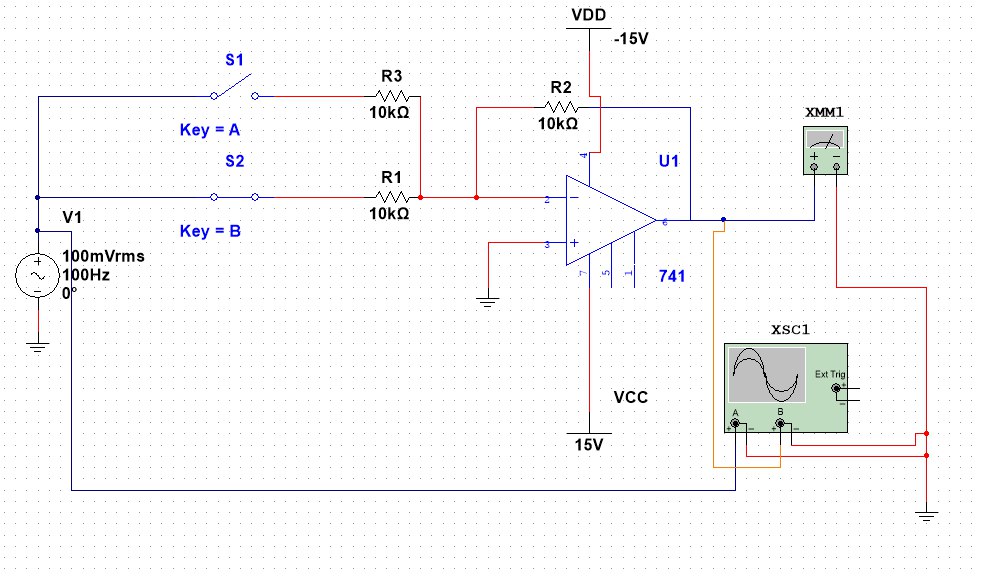 VDD
-15V
S1
R3
10kΩ
Key = A
R2
10kΩ
XMM1
+ −
4
U1
S2
R1
10kΩ
Key = B
2
−
6
3
+
V1
+
~
−
100mVrms
100Hz
0°
7
5
1
741
XSC1
Ext Trig
+
−
A
B
+ − + −
VCC
15V